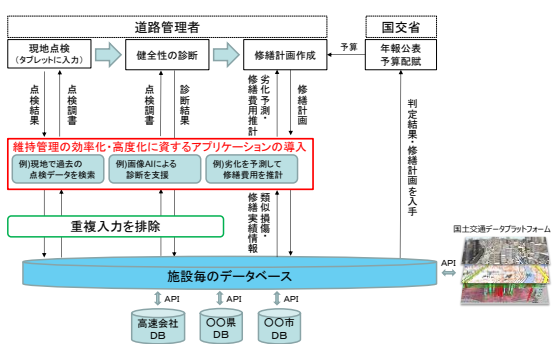 道路管理者
国交省
現地点検
(タブレットに入力)
健全性の診断
修繕計画作成
予算
年報公表
予算配賦
点検結果
点検調書
点検調書
診断結果
劣化予測・
修繕費用推計
修繕計画
判定結果・修繕計画を入手
維持管理の効率化・高度化に資するアプリケーションの導入
例)現地で過去の
点検データを検索
例)画像AIによる
診断を支援
例)劣化を予測して
修繕費用を推計
重複入力を排除
類似損傷・
修繕実績情報
国土交通データプラットフォーム
施設毎のデータベース
API
API
API
API
高速会社
DB
〇〇県
DB
〇〇市
DB